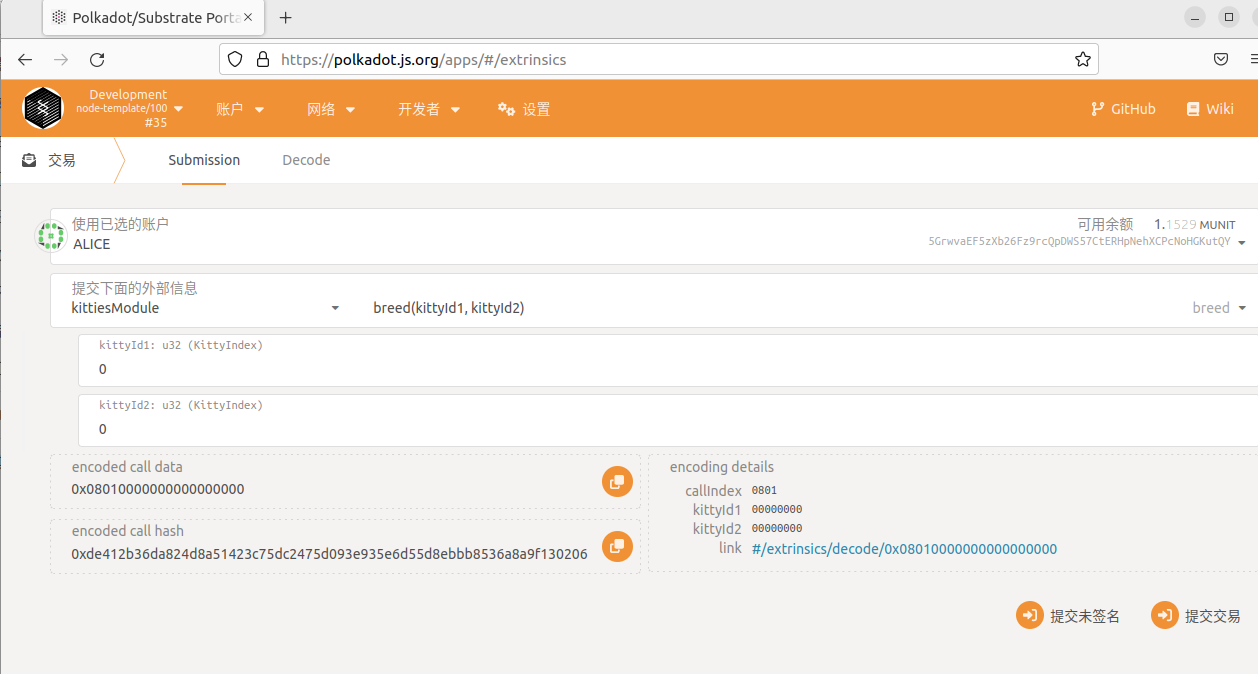 Polkadot/Substrate Porta
https://polkadot.js.org/apps/#/extrinsics
Development
node-template/100
#35
账户
网络
开发者
设置
GitHub
Wiki
交易
Submission
Decode
使用已选的账户
ALICE
可用余额 1.1529 MUNIT
5GrwvaEF5zXb26Fz9rcQpDWS57CtERHpNehXCPcNoHGKutQY
提交下面的外部信息
kittiesModule
breed(kittyId1, kittyId2)
breed
kittyId1: u32 (KittyIndex)
0
kittyId2: u32 (KittyIndex)
0
encoded call data
0x08010000000000000000
encoded call hash
0xde412b36da824d8a51423c75dc2475d093e935e6d55d8ebbb8536a8a9f130206
encoding details
callIndex 0801
kittyId1 00000000
kittyId2 00000000
link #/extrinsics/decode/0x08010000000000000000
提交未签名
提交交易